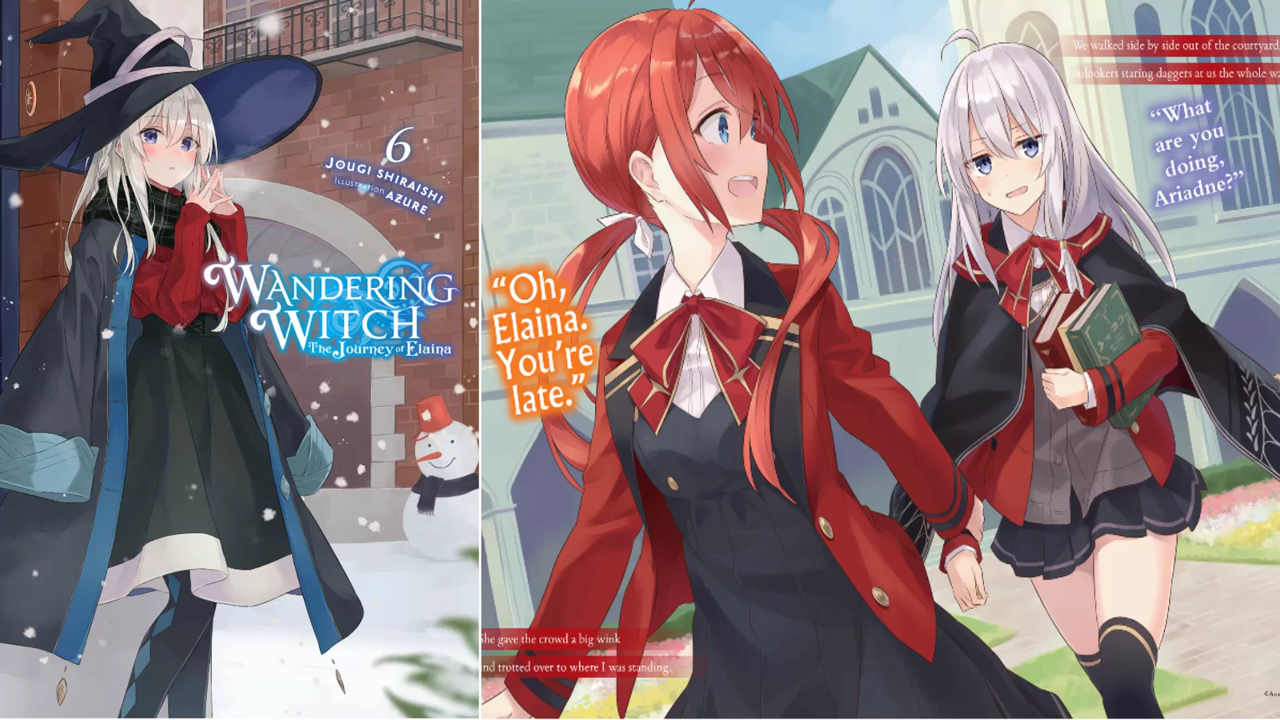 6
JOUGI SHIRAISHI
ILLUSTRATION AZURE
WANDERING
WITCH
The Journey of Elaina
"Oh,
Elaina.
You're
late."
She gave the crowd a big wink
nd trotted over to where I was standing.
We walked side by side out of the courtyard,
onlookers staring daggers at us the whole w
"What
are you
doing,
Ariadne?"